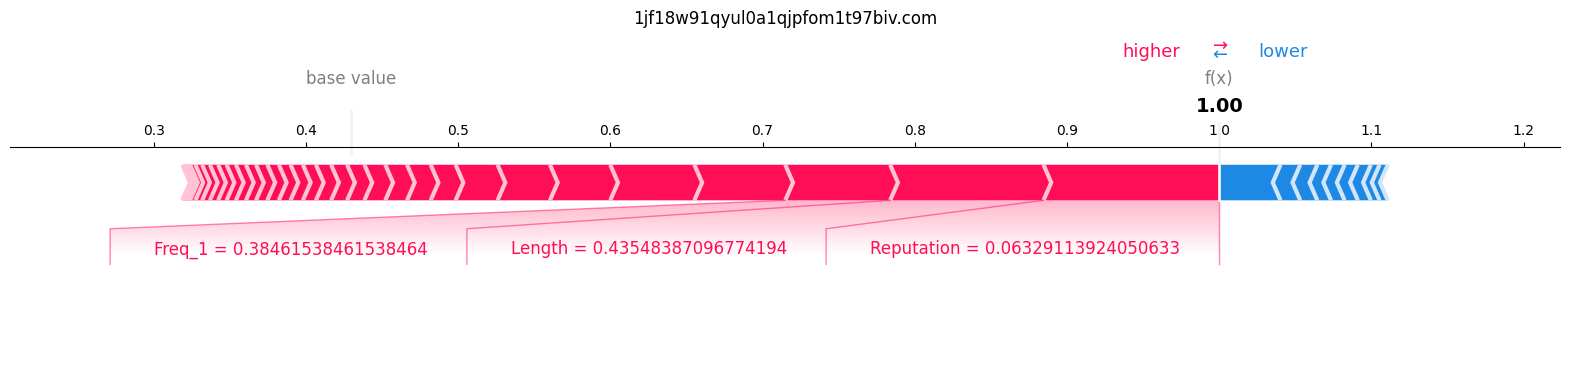 1jf18w91qyul0a1qjpfom1t97biv.com
higher ⇄ lower
base value f(x)
1.00
0.3 0.4 0.5 0.6 0.7 0.8 0.9 1.0 1.1 1.2
Freq_1 = 0.38461538461538464 Length = 0.43548387096774194 Reputation = 0.06329113924050633